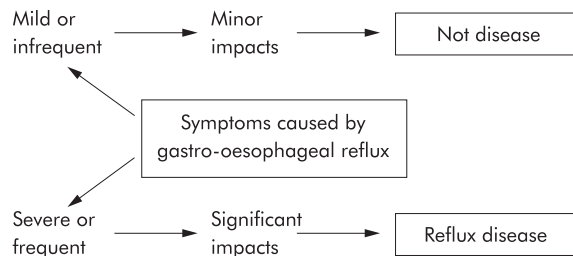 Mild or
infrequent
Minor
impacts
Not disease
Symptoms caused by
gastro-oesophageal reflux
Severe or
frequent
Significant
impacts
Reflux disease